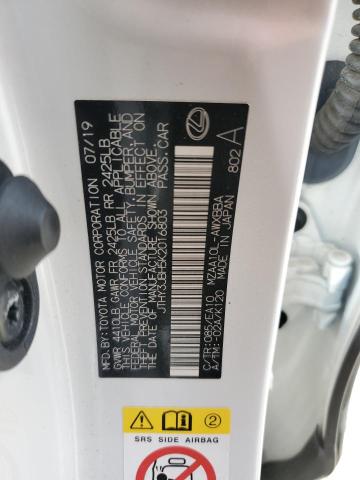 MFD.BY:TOYOTA MOTOR CORPORATION 07/19
GVWR 4410LB GAWR FR 2425LB RR 2425LB
THIS VEHICLE CONFORMS TO ALL APPLICABLE
FEDERAL MOTOR VEHICLE SAFETY, BUMPER, AND
THEFT PREVENTION STANDARDS IN EFFECT ON
THE DATE OF MANUFACTURE SHOWN ABOVE.
PASS.CAR
C/TR:085/EA10 MZAA10L-AWXBBA
A/TM:-02A/K120 MADE IN JAPAN
802 A
2
SRS SIDE AIRBAG